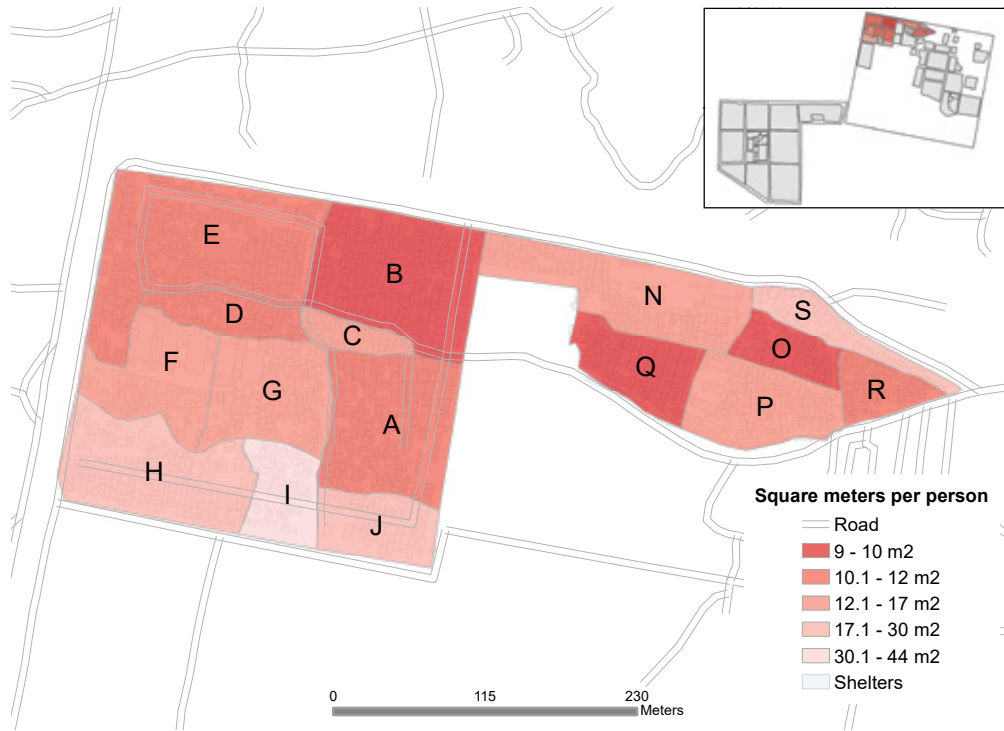 E
B
N
S
D
C
O
F
G
Q
R
A
P
H
I
J
Square meters per person
Road
9 - 10 m2
10.1 - 12 m2
12.1 - 17 m2
17.1 - 30 m2
30.1 - 44 m2
Shelters
0 115 230
Meters